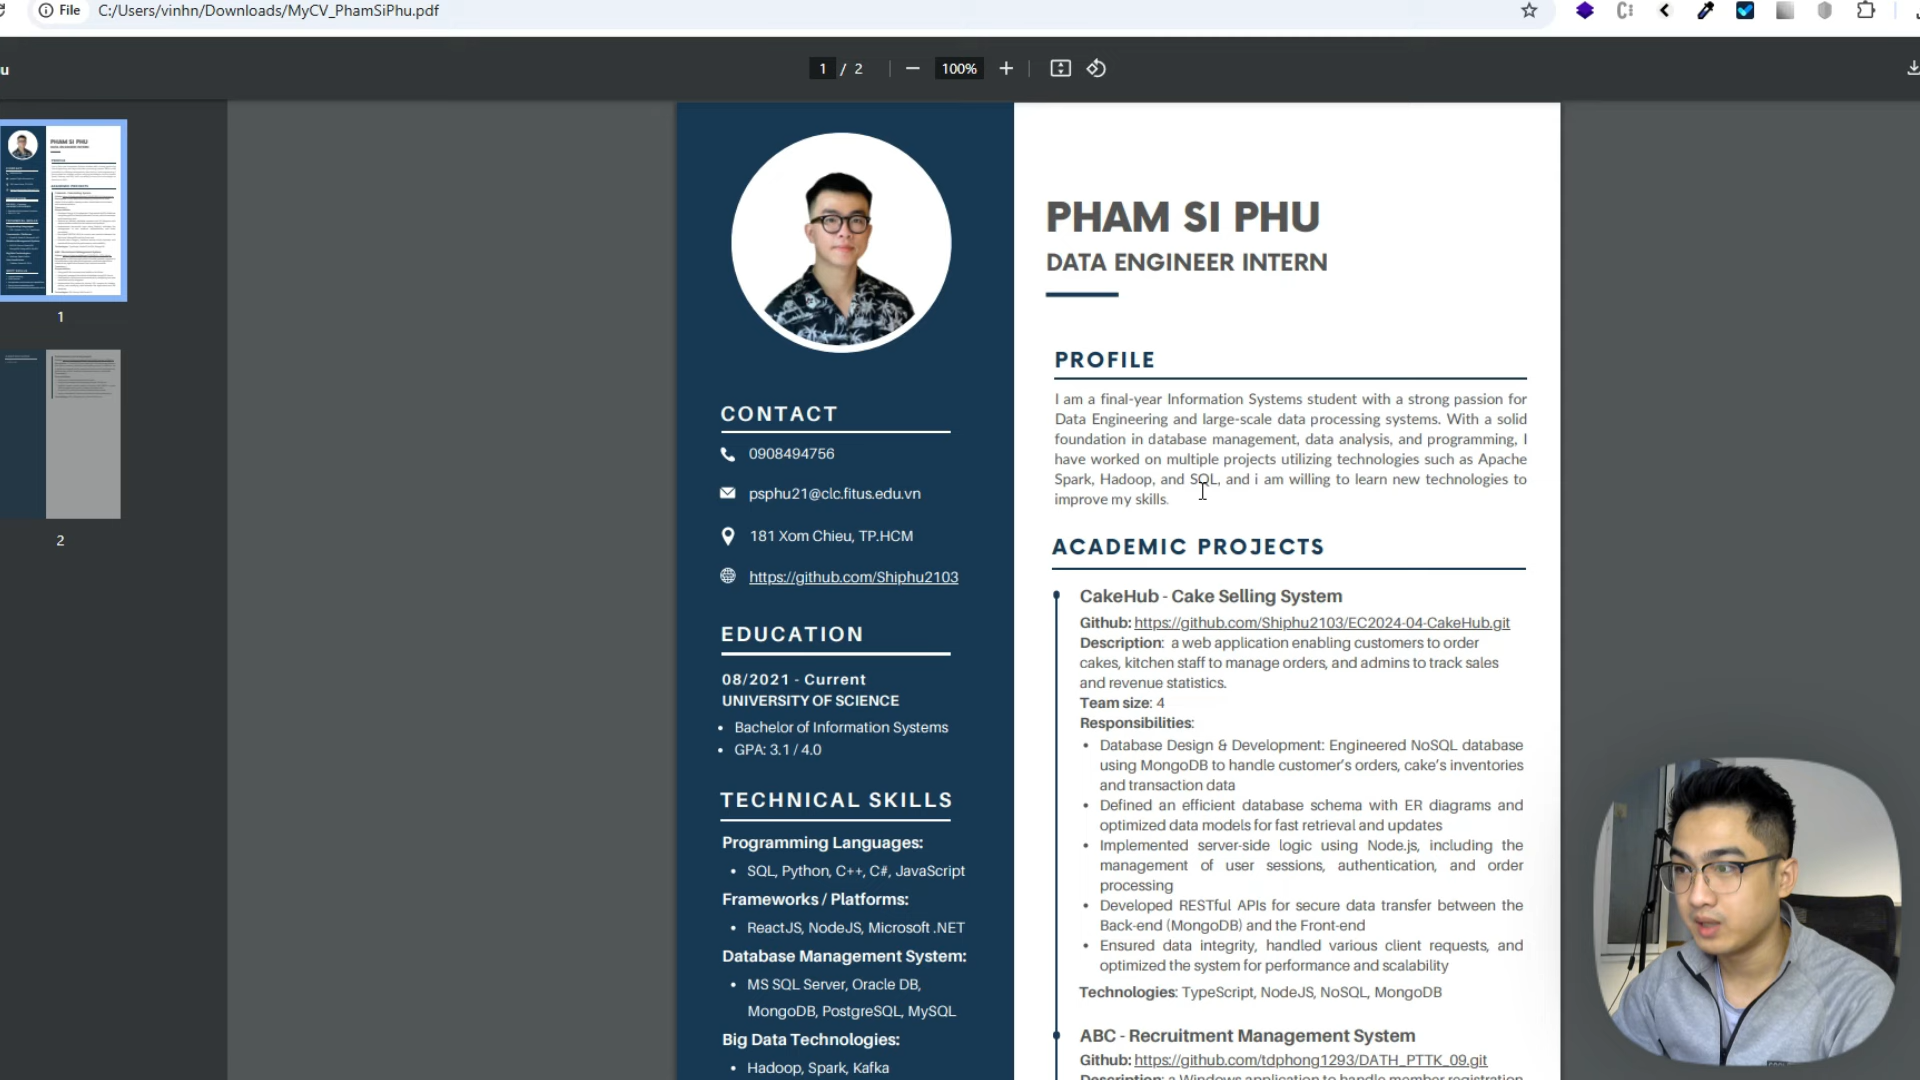 File
C:/Users/vinhn/Downloads/MyCV_PhamSiPhu.pdf
1 / 2
100%
1
2
PHAM SI PHU
DATA ENGINEER INTERN
CONTACT
0908494756
psphu21@clc.fitus.edu.vn
181 Xom Chieu, TP.HCM
https://github.com/Shiphu2103
EDUCATION
08/2021 - Current
UNIVERSITY OF SCIENCE
• Bachelor of Information Systems
• GPA: 3.1 / 4.0
TECHNICAL SKILLS
Programming Languages:
• SQL, Python, C++, C#, JavaScript
Frameworks / Platforms:
• ReactJS, NodeJS, Microsoft .NET
Database Management System:
• MS SQL Server, Oracle DB,
MongoDB, PostgreSQL, MySQL
Big Data Technologies:
• Hadoop, Spark, Kafka
PROFILE
I am a final-year Information Systems student with a strong passion for
Data Engineering and large-scale data processing systems. With a solid
foundation in database management, data analysis, and programming, I
have worked on multiple projects utilizing technologies such as Apache
Spark, Hadoop, and SQL, and i am willing to learn new technologies to
improve my skills.
ACADEMIC PROJECTS
CakeHub - Cake Selling System
Github: https://github.com/Shiphu2103/EC2024-04-CakeHub.git
Description: a web application enabling customers to order
cakes, kitchen staff to manage orders, and admins to track sales
and revenue statistics.
Team size: 4
Responsibilities:
• Database Design & Development: Engineered NoSQL database
using MongoDB to handle customer's orders, cake's inventories
and transaction data
• Defined an efficient database schema with ER diagrams and
optimized data models for fast retrieval and updates
• Implemented server-side logic using Node.js, including the
management of user sessions, authentication, and order
processing
• Developed RESTful APIs for secure data transfer between the
Back-end (MongoDB) and the Front-end
• Ensured data integrity, handled various client requests, and
optimized the system for performance and scalability
Technologies: TypeScript, NodeJS, NoSQL, MongoDB
ABC - Recruitment Management System
Github: https://github.com/tdphong1293/DATH_PTTK_09.git
Description: a Windows application to handle member registration